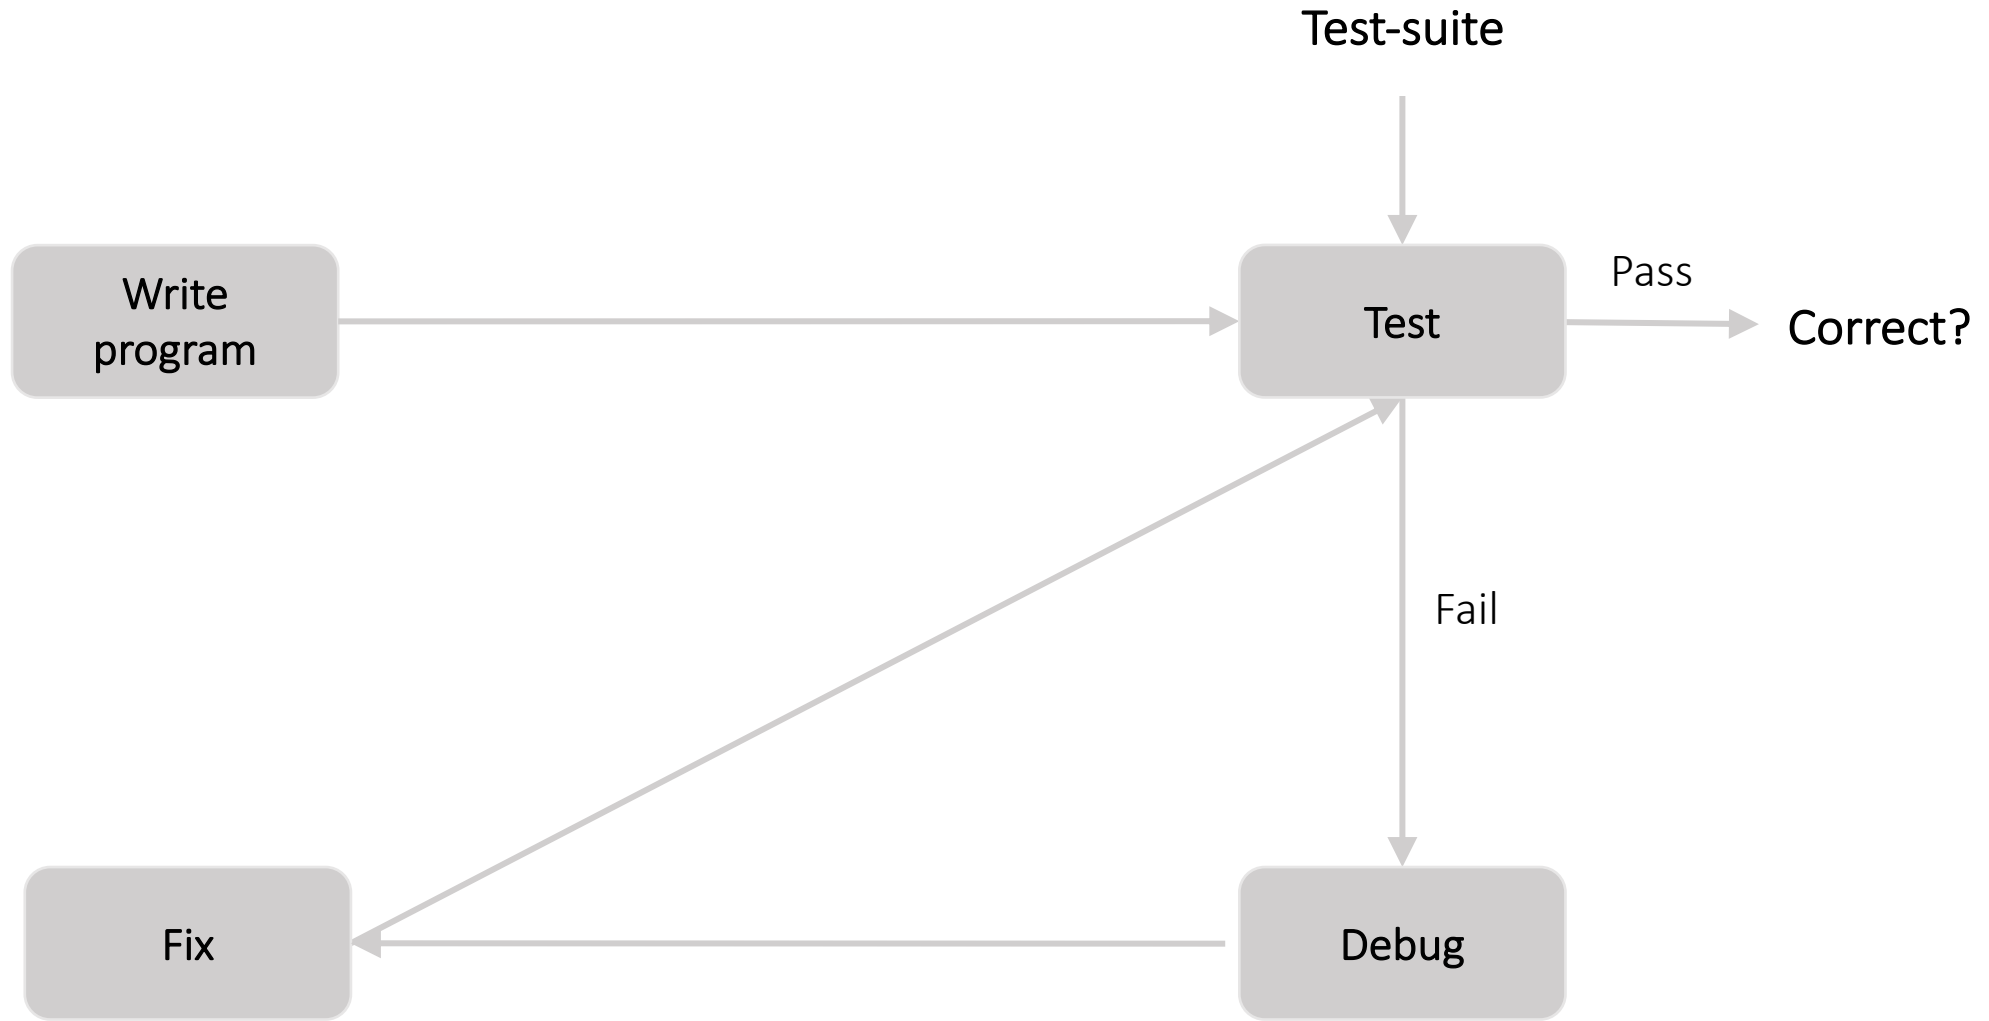 Test-suite
Write
program
Test
Pass
Correct?
Fail
Fix
Debug